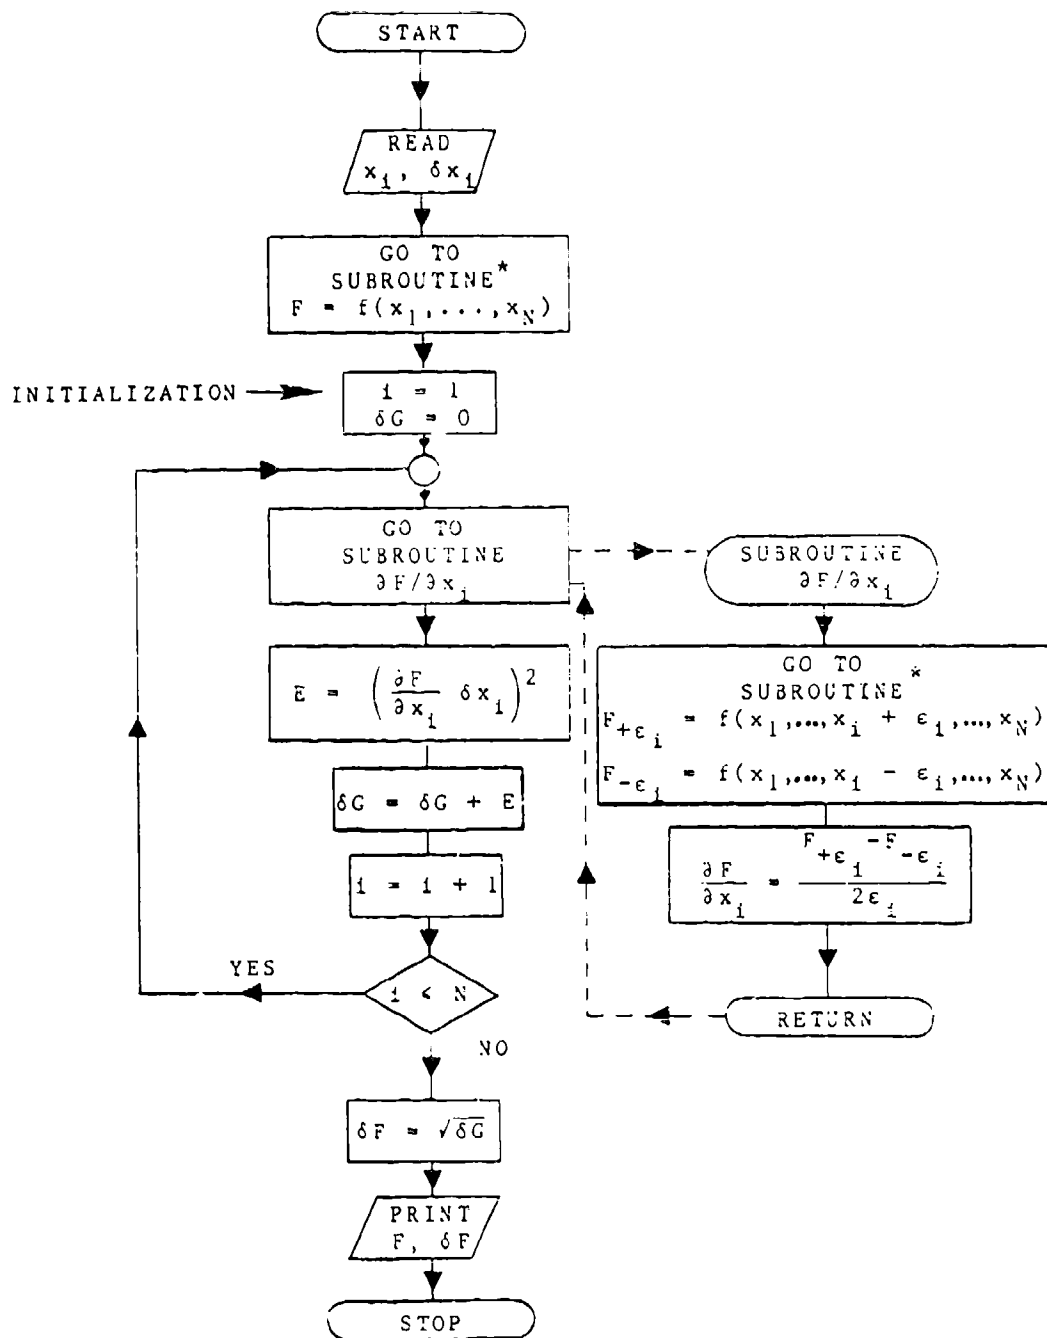 START
READ
x_i, δx_i
GO TO
SUBROUTINE*
F = f(x_1,...,x_N)
INITIALIZATION
i = 1
δG = 0
GO TO
SUBROUTINE
∂F/∂x_i
SUBROUTINE
∂F/∂x_i
E = (∂F/∂x_i δx_i)^2
GO TO
SUBROUTINE*
F_{+ε_i} = f(x_1,...,x_i + ε_i,...,x_N)
F_{-ε_i} = f(x_1,...,x_i - ε_i,...,x_N)
δG = δG + E
∂F/∂x_i = (F_{+ε_i} - F_{-ε_i})/2ε_i
i = i + 1
YES
i < N
RETURN
NO
δF = √δG
PRINT
F, δF
STOP